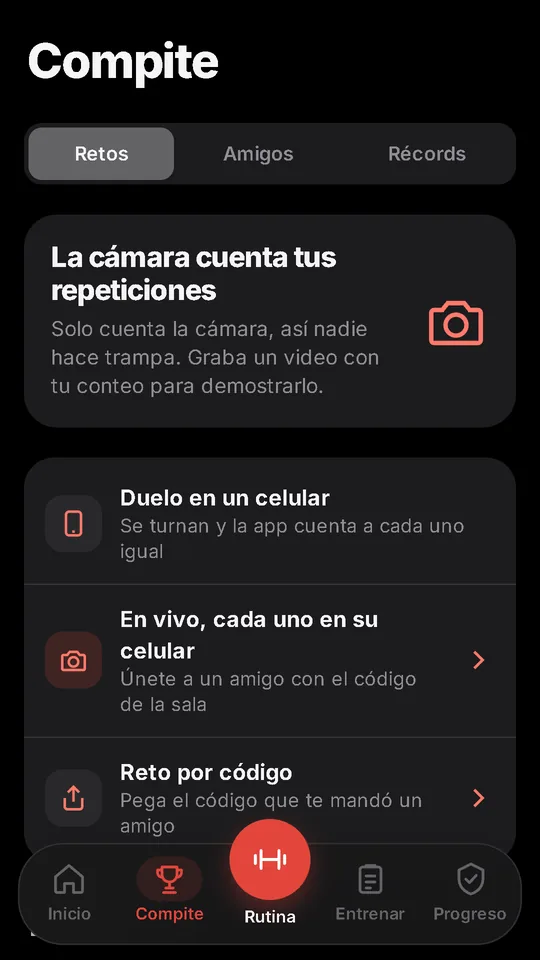 Compite
Retos
Amigos
Récords
La cámara cuenta tus
repeticiones
Solo cuenta la cámara, así nadie
hace trampa. Graba un video con
tu conteo para demostrarlo.
Duelo en un celular
Se turnan y la app cuenta a cada uno
igual
En vivo, cada uno en su
celular
Únete a un amigo con el código
de la sala
Reto por código
Pega el código que te mandó un
amigo
Inicio
Compite
Rutina
Entrenar
Progreso